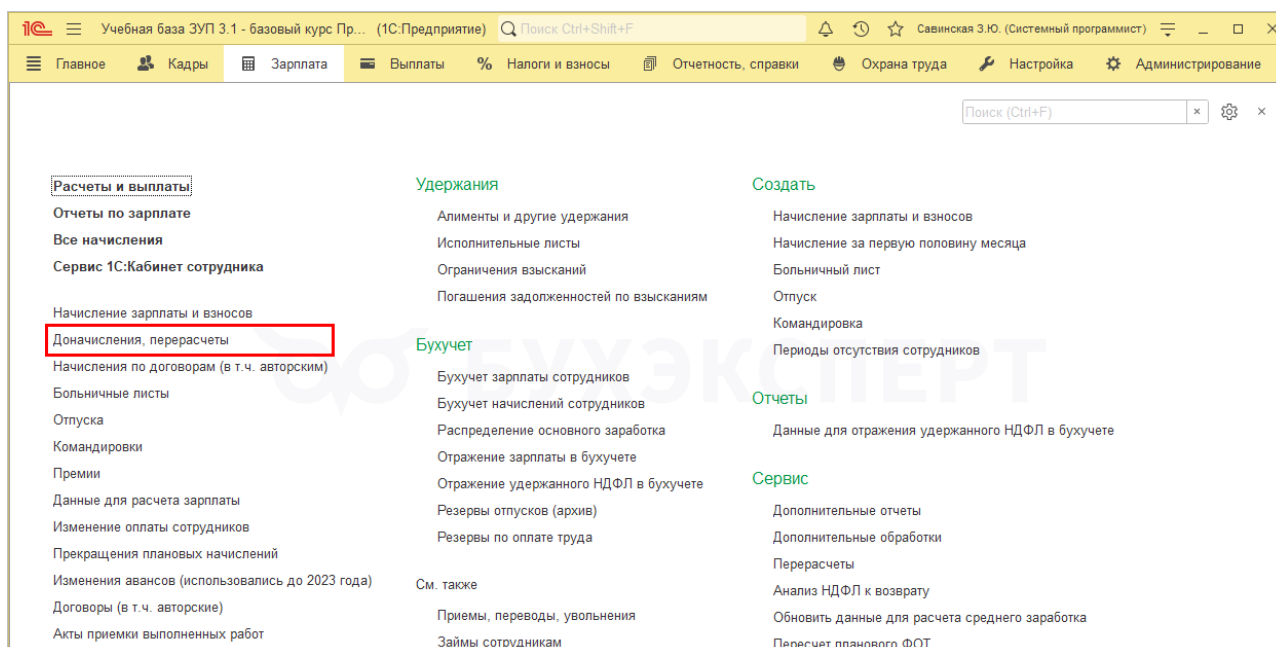 1С Учебная база ЗУП 3.1 - базовый курс Пр... (1С:Предприятие) Поиск Ctrl+Shift+F Савинская З.Ю. (Системный программист)
Главное Кадры Зарплата Выплаты Налоги и взносы Отчетность, справки Охрана труда Настройка Администрирование
Поиск (Ctrl+F)
Расчеты и выплаты
Отчеты по зарплате
Все начисления
Сервис 1С:Кабинет сотрудника
Начисление зарплаты и взносов
Доначисления, перерасчеты
Начисления по договорам (в т.ч. авторским)
Больничные листы
Отпуска
Командировки
Премии
Данные для расчета зарплаты
Изменение оплаты сотрудников
Прекращения плановых начислений
Изменения авансов (использовались до 2023 года)
Договоры (в т.ч. авторские)
Акты приемки выполненных работ
Удержания
Алименты и другие удержания
Исполнительные листы
Ограничения взысканий
Погашения задолженностей по взысканиям
Бухучет
Бухучет зарплаты сотрудников
Бухучет начислений сотрудников
Распределение основного заработка
Отражение зарплаты в бухучете
Отражение удержанного НДФЛ в бухучете
Резервы отпусков (архив)
Резервы по оплате труда
См. также
Приемы, переводы, увольнения
Займы сотрудникам
Создать
Начисление зарплаты и взносов
Начисление за первую половину месяца
Больничный лист
Отпуск
Командировка
Периоды отсутствия сотрудников
Отчеты
Данные для отражения удержанного НДФЛ в бухучете
Сервис
Дополнительные отчеты
Дополнительные обработки
Перерасчеты
Анализ НДФЛ к возврату
Обновить данные для расчета среднего заработка
Пересчет планового ФОТ
БУХЭКСПЕРТ